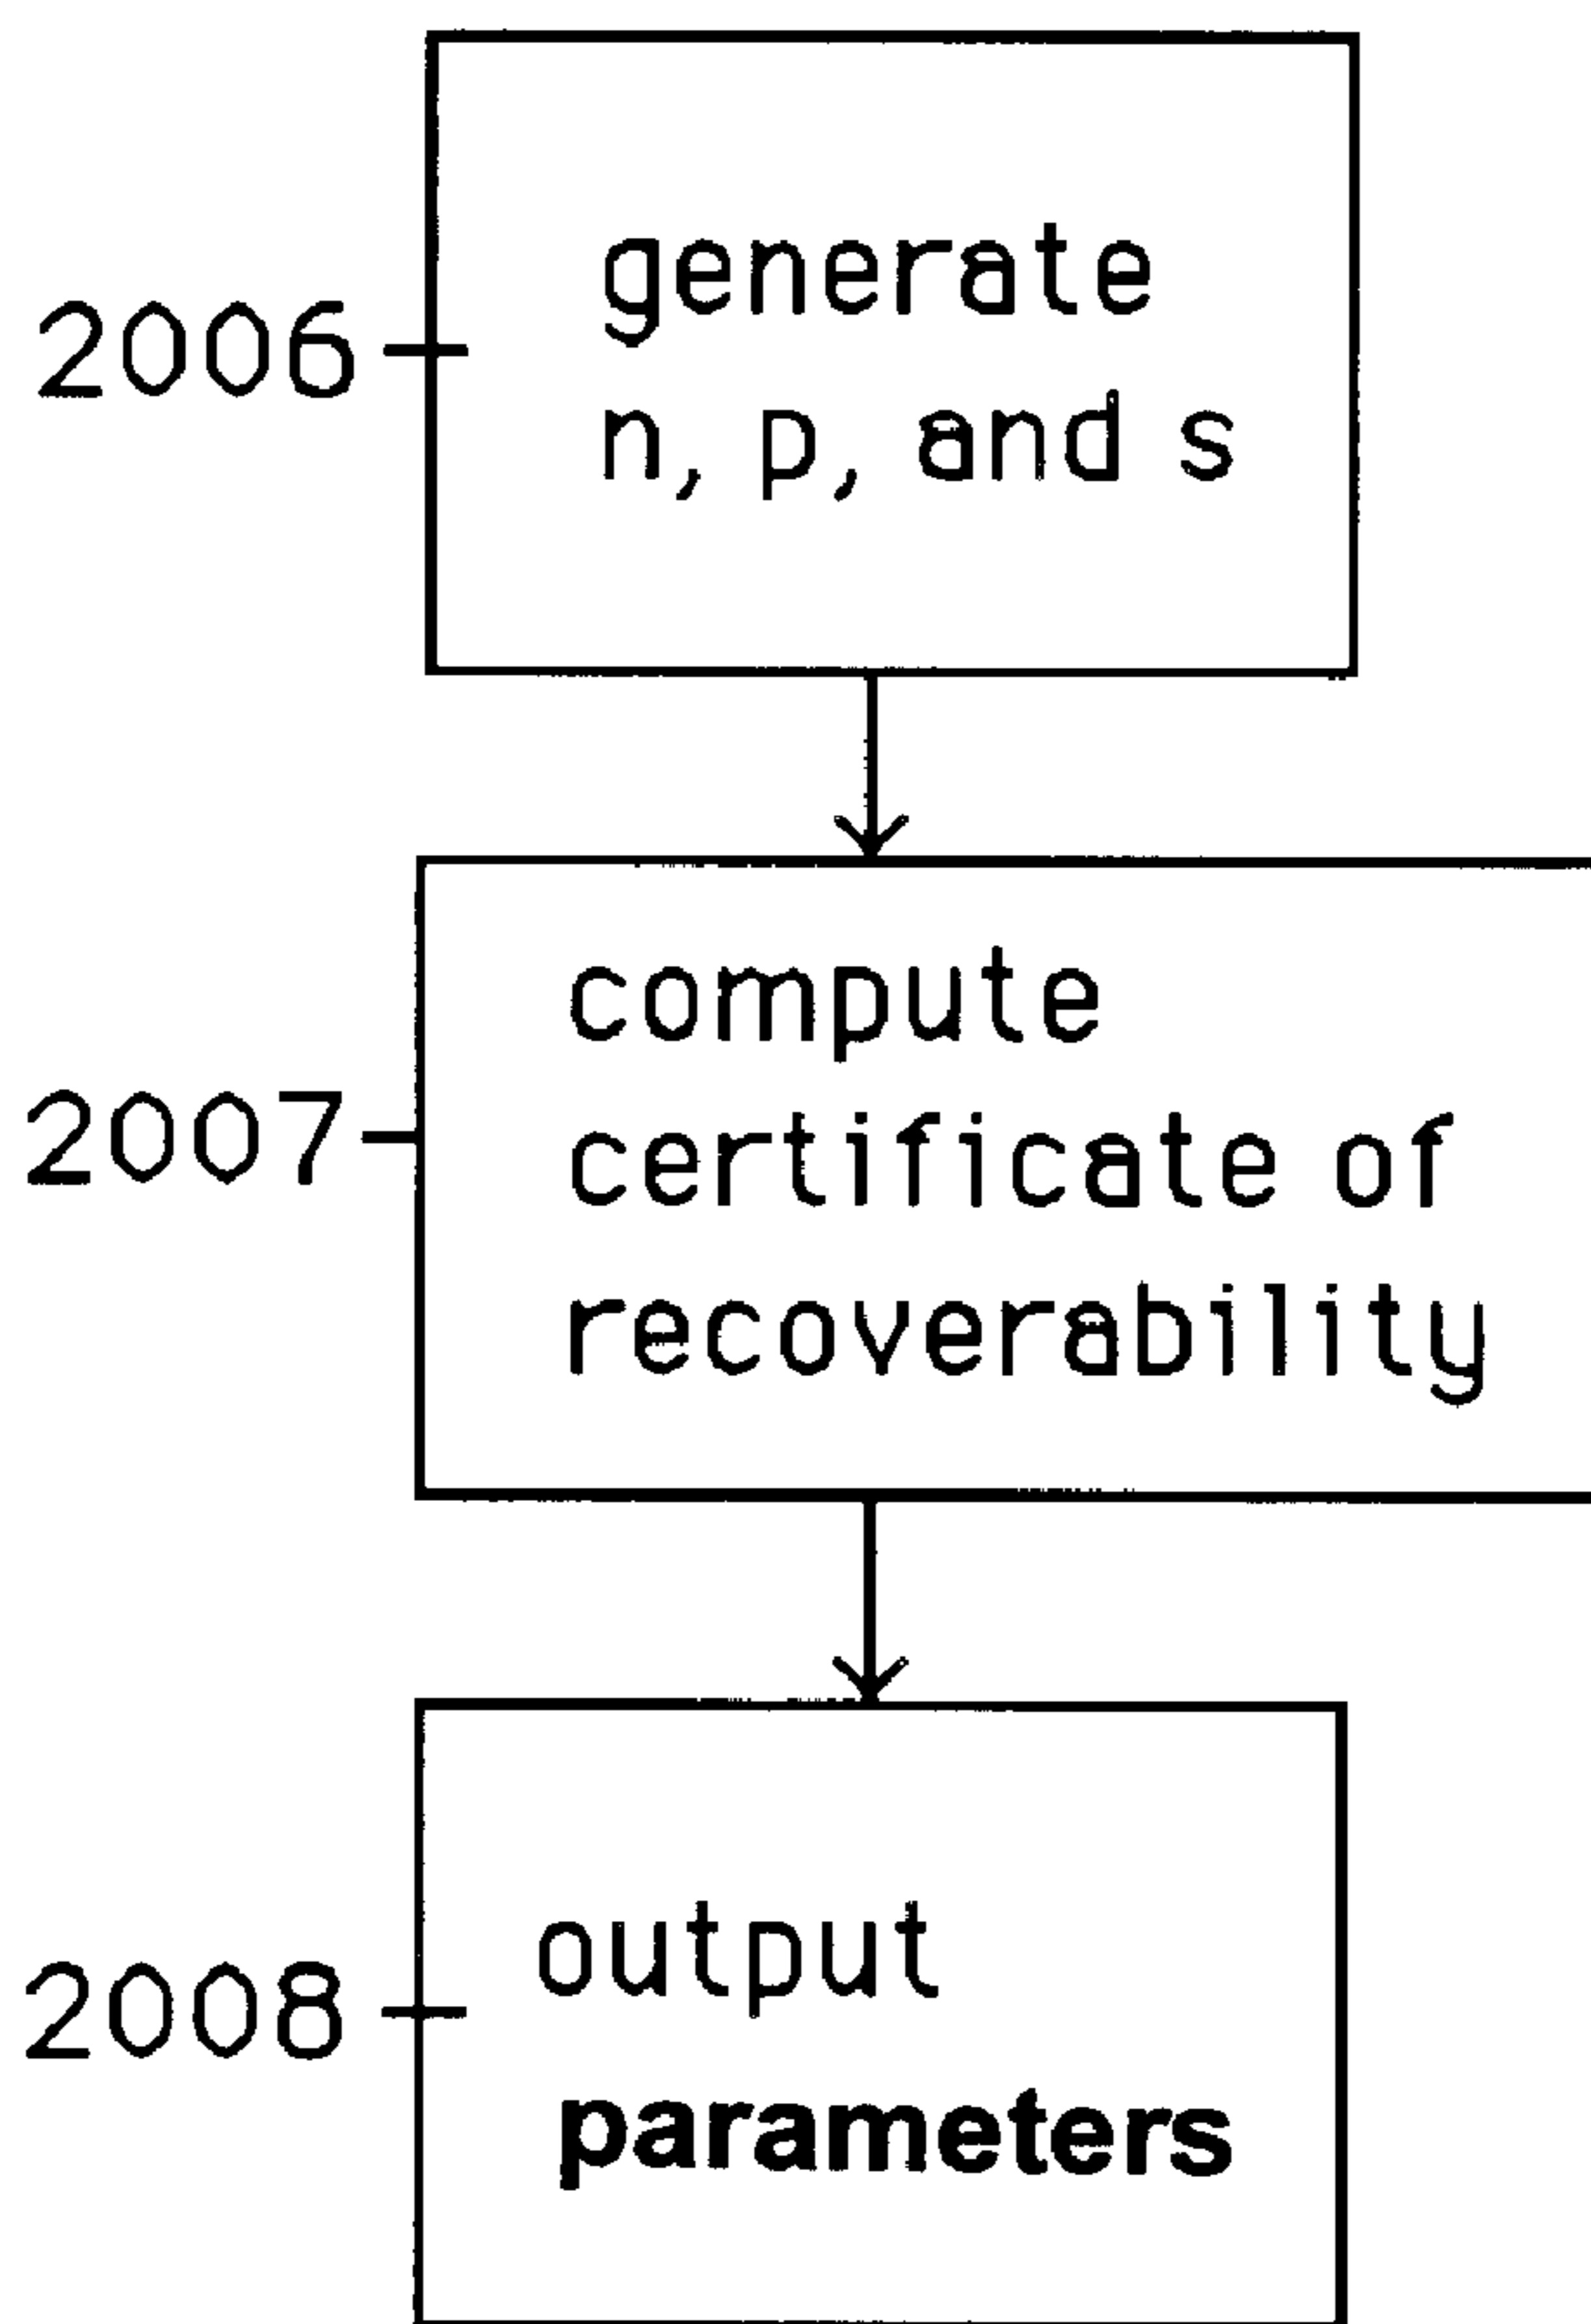 generate
2006
n, p, and s
compute
2007
certificate of
recoverability
output
2008
parameters